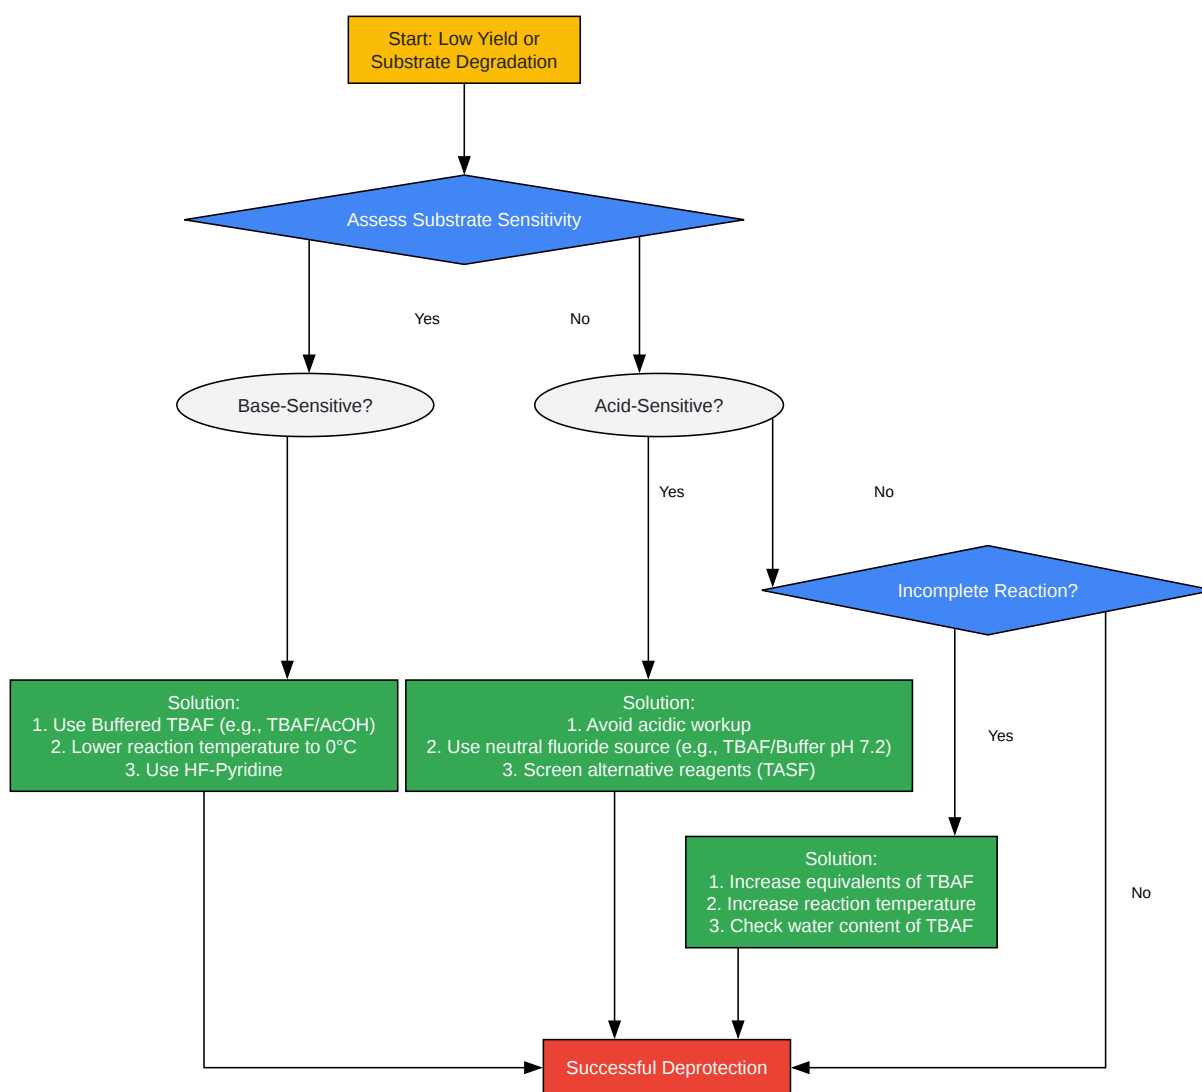 Start: Low Yield or
Substrate Degradation
Assess Substrate Sensitivity
Yes
No
Base-Sensitive?
Acid-Sensitive?
Yes
No
Incomplete Reaction?
Solution:
1. Use Buffered TBAF (e.g., TBAF/AcOH)
2. Lower reaction temperature to 0°C
3. Use HF-Pyridine
Solution:
1. Avoid acidic workup
2. Use neutral fluoride source (e.g., TBAF/Buffer pH 7.2)
3. Screen alternative reagents (TASF)
Yes
Solution:
1. Increase equivalents of TBAF
2. Increase reaction temperature
3. Check water content of TBAF
No
Successful Deprotection